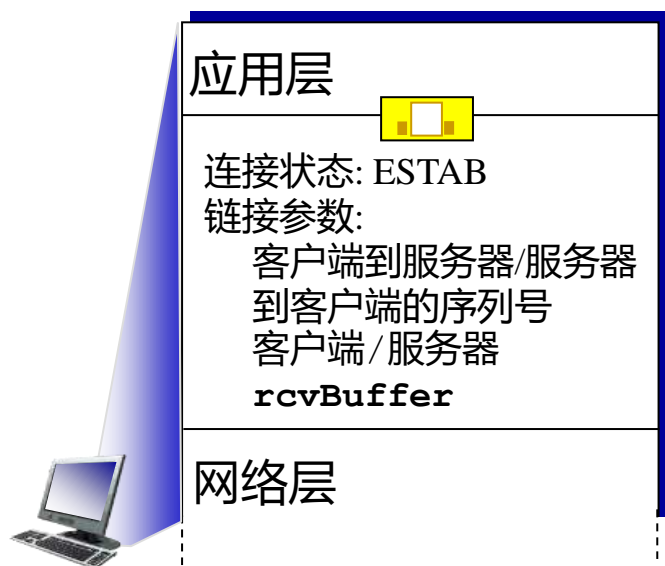 应用层
连接状态: ESTAB
链接参数:
客户端到服务器/服务器
到客户端的序列号
客户端/服务器
rcvBuffer
网络层